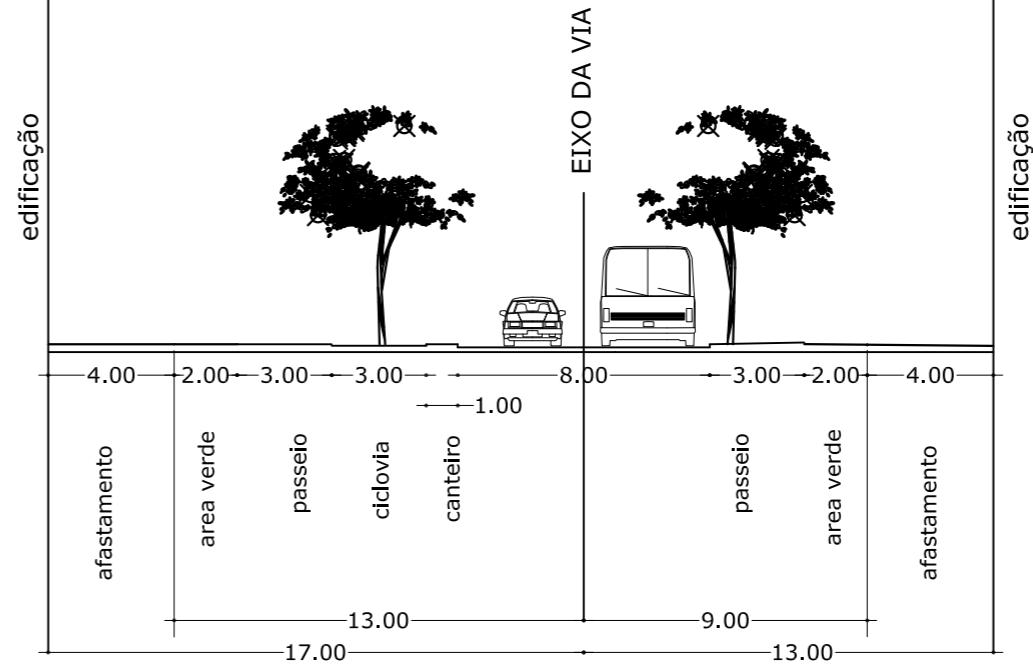 EIXO DA VIA
edificação
edificação
4.00
2.00
3.00
3.00
8.00
3.00
2.00
4.00
1.00
afastamento
area verde
passeio
ciclovia
canteiro
passeio
area verde
afastamento
13.00
9.00
17.00
13.00